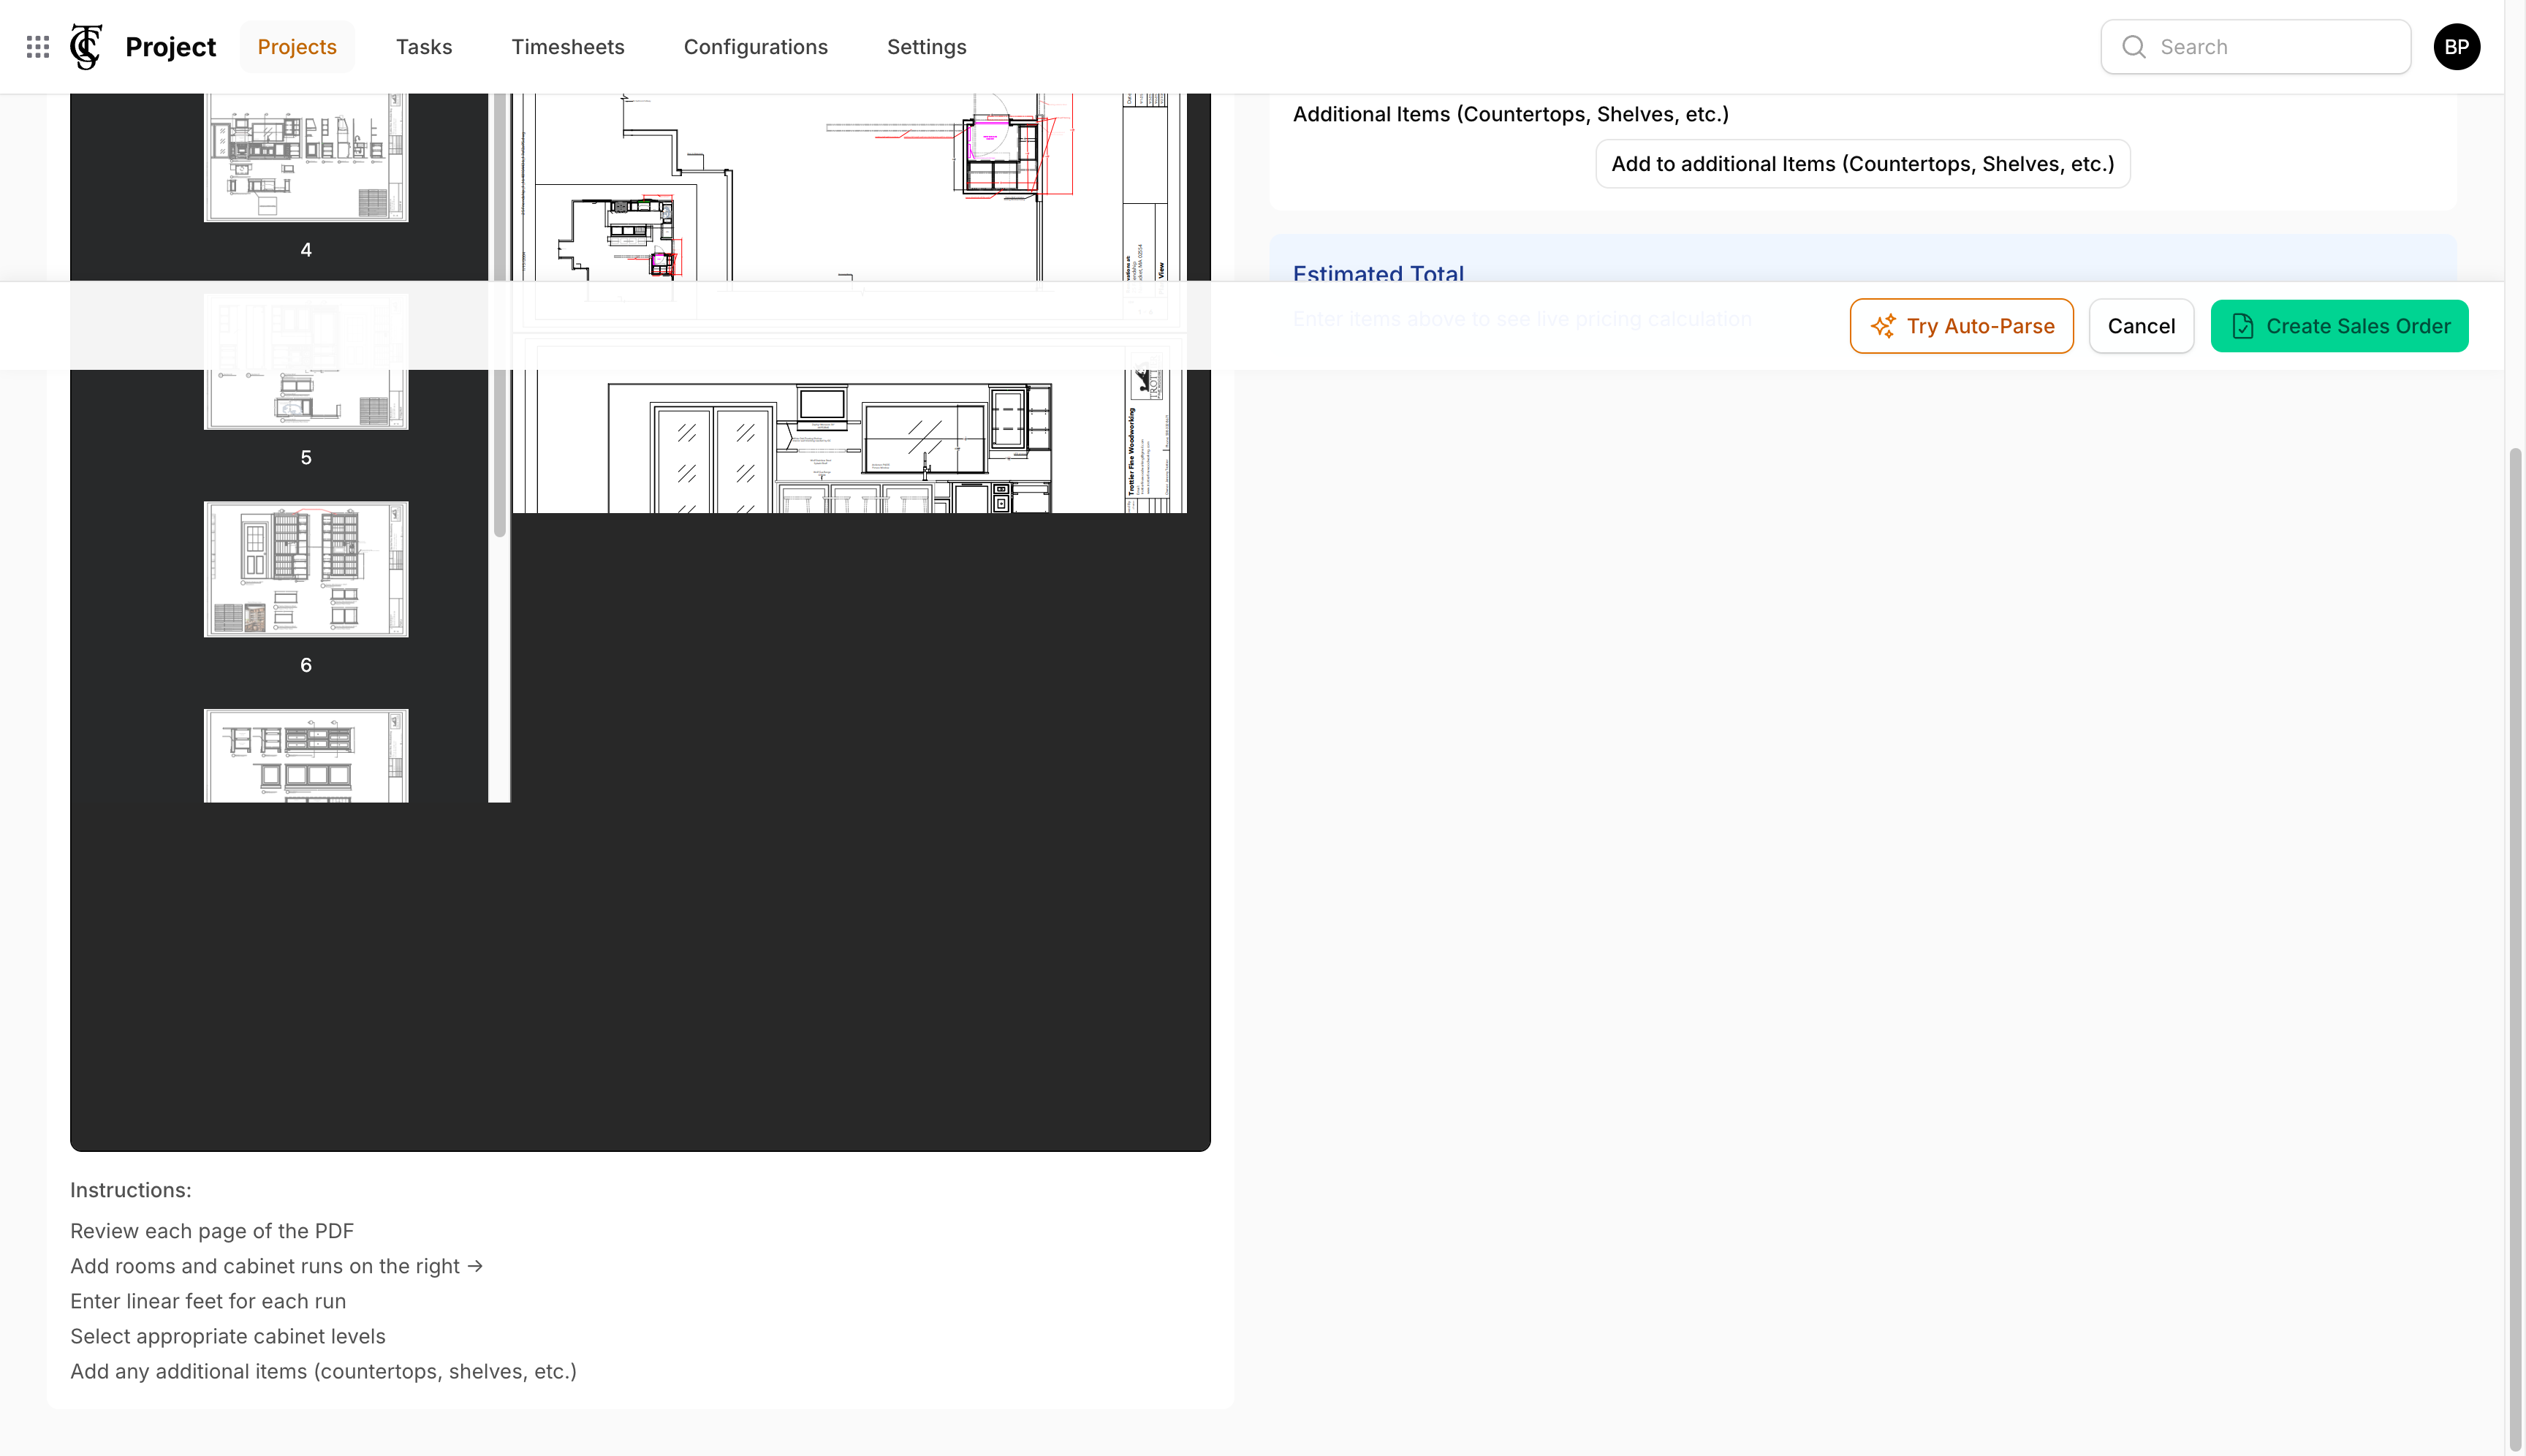 Project
Projects
Tasks
Timesheets
Configurations
Settings
Search
BP
4
5
6
View
Trottier Fine Woodworking
Additional Items (Countertops, Shelves, etc.)
Add to additional Items (Countertops, Shelves, etc.)
Estimated Total
Enter items above to see live pricing calculation
Try Auto-Parse
Cancel
Create Sales Order
Instructions:
Review each page of the PDF
Add rooms and cabinet runs on the right →
Enter linear feet for each run
Select appropriate cabinet levels
Add any additional items (countertops, shelves, etc.)